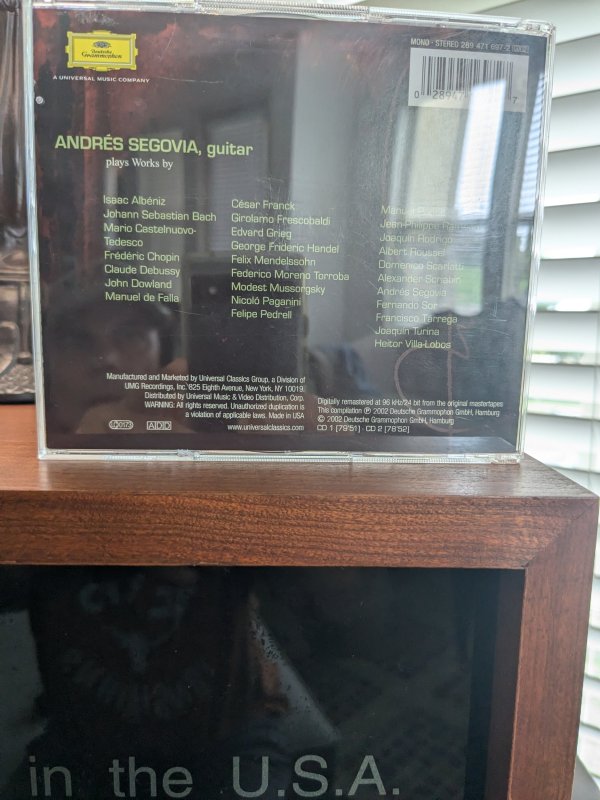 Deutsche
Grammophon
A UNIVERSAL MUSIC COMPANY
MONO · STEREO 289 471 697-2
0 28947 7
ANDRÉS SEGOVIA, guitar
plays Works by
Isaac Albéniz
Johann Sebastian Bach
Mario Castelnuovo-
Tedesco
Frédéric Chopin
Claude Debussy
John Dowland
Manuel de Falla
César Franck
Girolamo Frescobaldi
Edvard Grieg
George Frideric Handel
Felix Mendelssohn
Federico Moreno Torroba
Modest Mussorgsky
Nicoló Paganini
Felipe Pedrell
Manuel
Jean-Philippe
Joaquín Rodrigo
Albert Roussel
Domenico Scarlatti
Alexander Scriabin
Andrés Segovia
Fernando Sor
Francisco Tárrega
Joaquín Turina
Heitor Villa-Lobos
Manufactured and Marketed by Universal Classics Group, a Division of
UMG Recordings, Inc. 825 Eighth Avenue, New York, NY 10019.
Distributed by Universal Music & Video Distribution, Corp.
WARNING: All rights reserved. Unauthorized duplication is
a violation of applicable laws. Made in USA
www.universalclassics.com
ADD
Digitally remastered at 96 kHz/24 bit from the original mastertapes
This compilation ℗ 2002 Deutsche Grammophon GmbH, Hamburg
© 2002 Deutsche Grammophon GmbH, Hamburg
CD 1 [79'51] · CD 2 [78'52]
in the U.S.A.